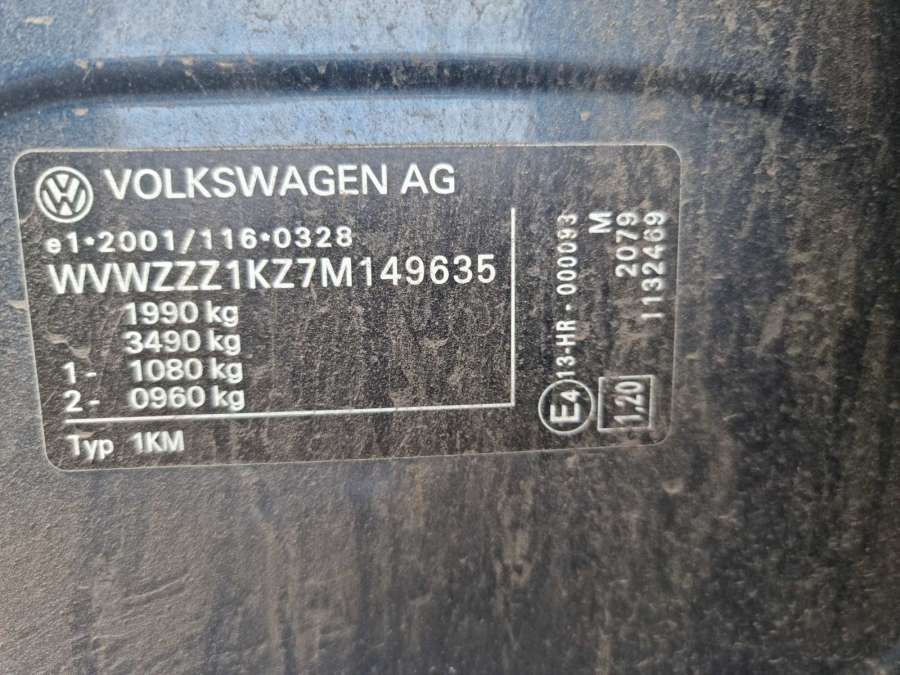 VOLKSWAGEN AG
e1*2001/116*0328
WVWZZZ1KZ7M149635
1990 kg
3490 kg
1- 1080 kg
2- 0960 kg
Typ 1KM
E4 13-HR - 000093
M
1,20 2079
1132469